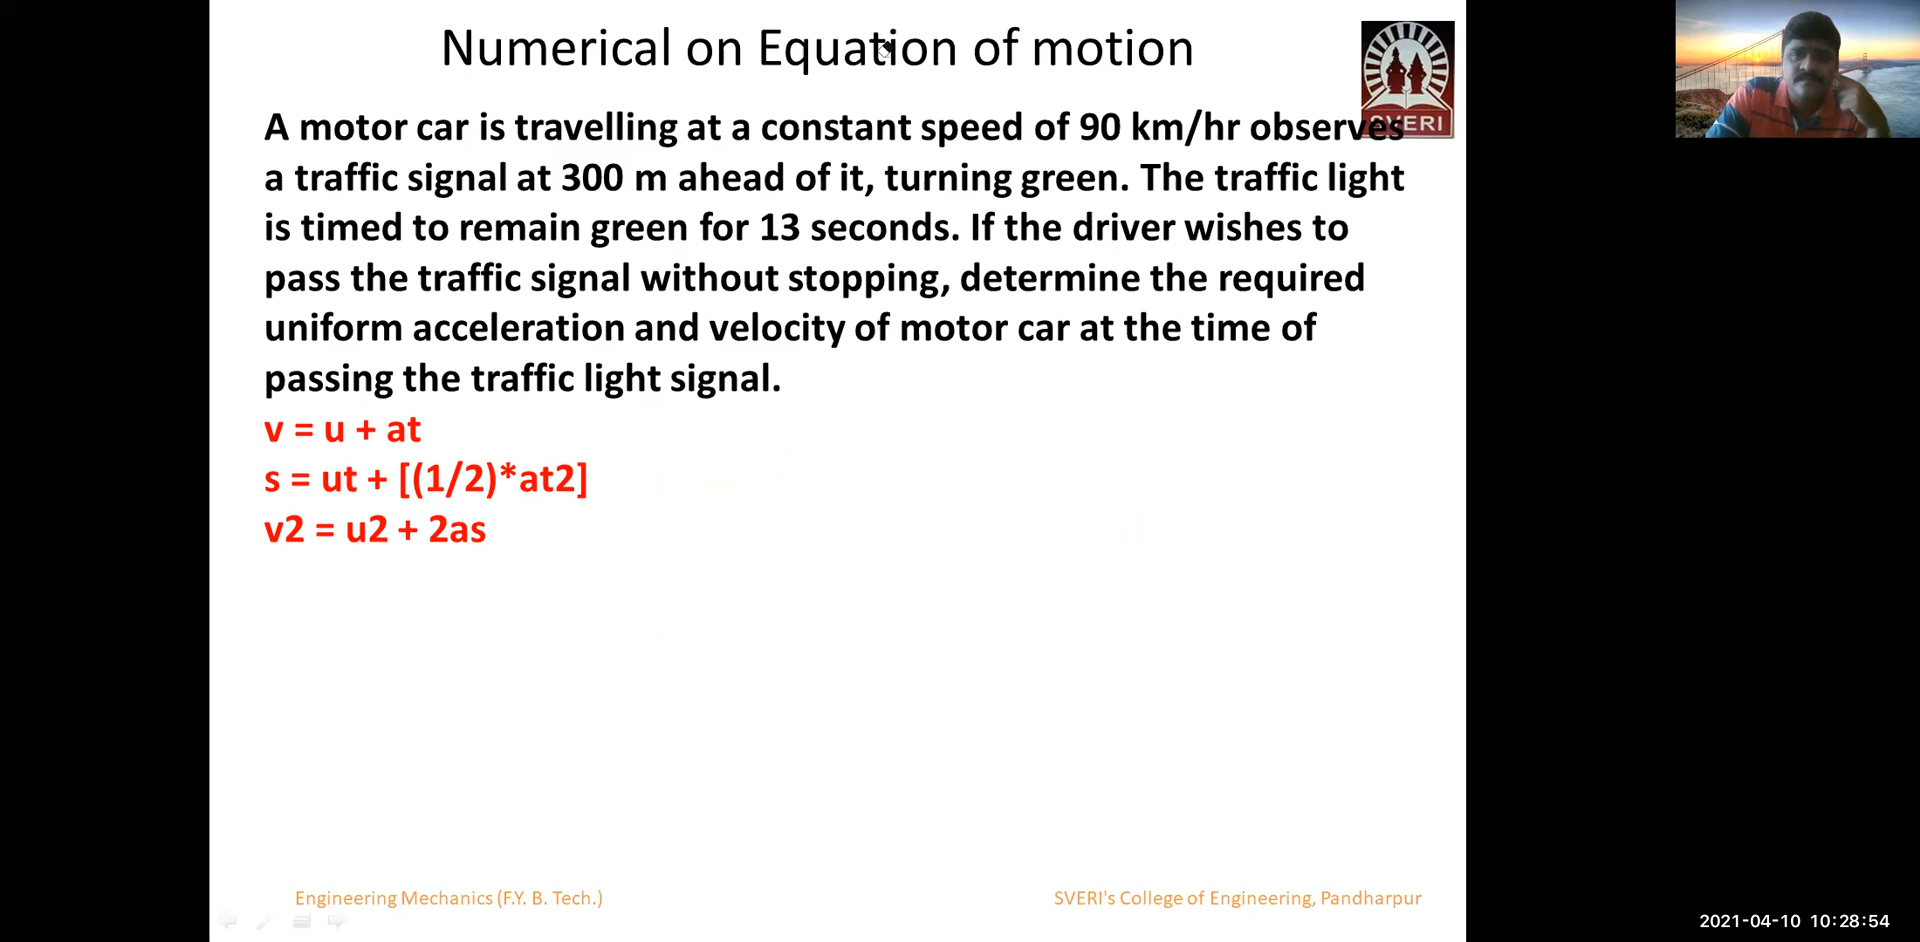 Numerical on Equation of motion
SVERI
A motor car is travelling at a constant speed of 90 km/hr observes
a traffic signal at 300 m ahead of it, turning green. The traffic light
is timed to remain green for 13 seconds. If the driver wishes to
pass the traffic signal without stopping, determine the required
uniform acceleration and velocity of motor car at the time of
passing the traffic light signal.
v = u + at
s = ut + [(1/2)*at2]
v2 = u2 + 2as
Engineering Mechanics (F.Y. B. Tech.)
SVERI's College of Engineering, Pandharpur
2021-04-10 10:28:54